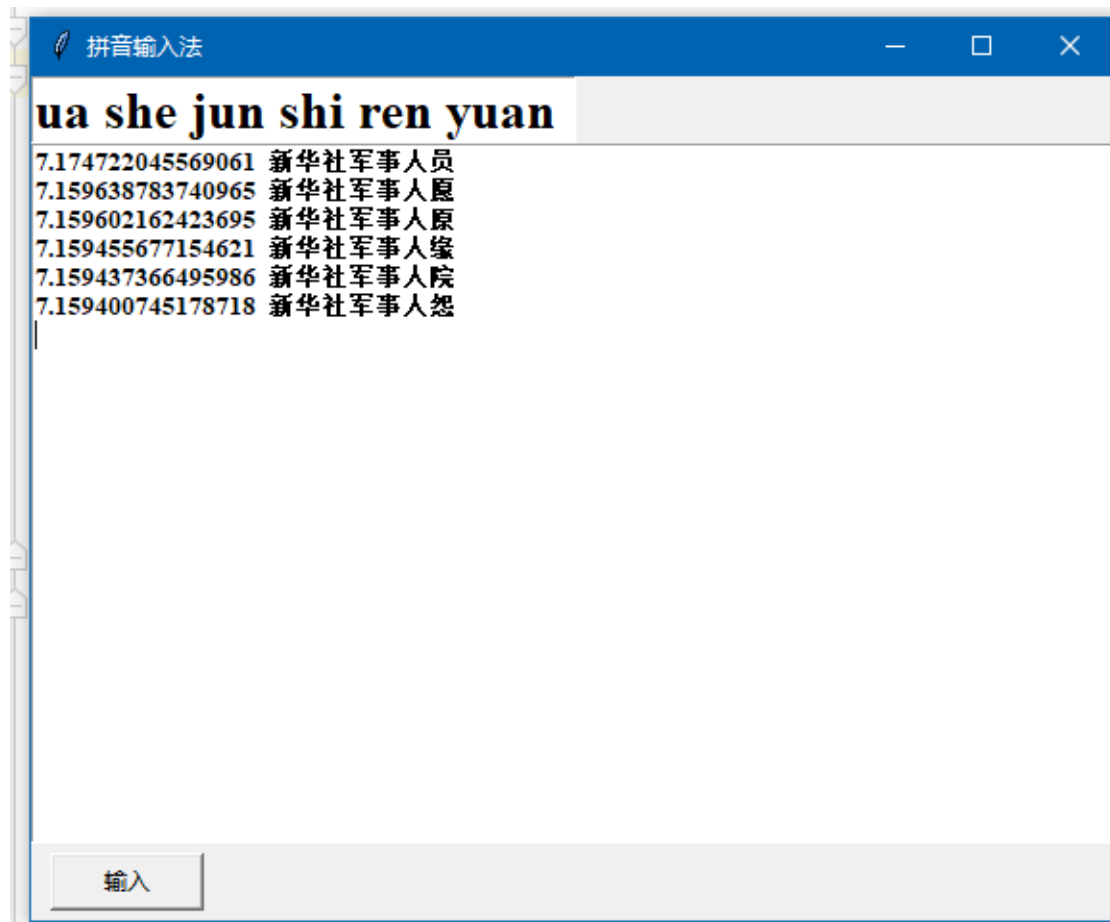 拼音输入法
ua she jun shi ren yuan
7.174722045569061 新华社军事人员
7.159638783740965 新华社军事人愿
7.159602162423695 新华社军事人原
7.159455677154621 新华社军事人缘
7.159437366495986 新华社军事人院
7.159400745178718 新华社军事人怨
输入